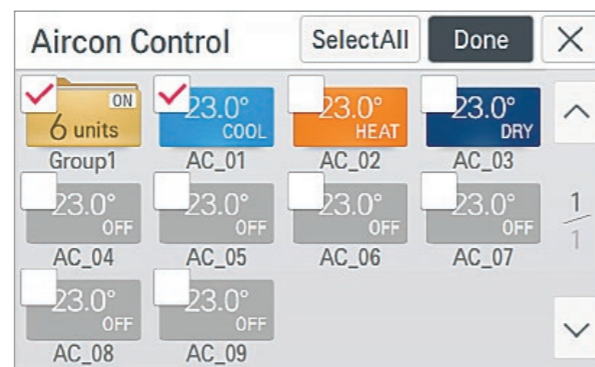 Aircon Control SelectAll Done
ON 23.0° 23.0° 23.0°
6 units COOL HEAT DRY
Group1 AC_01 AC_02 AC_03
23.0° 23.0° 23.0° 23.0°
OFF OFF OFF OFF
AC_04 AC_05 AC_06 AC_07
1
1
23.0° 23.0°
OFF OFF
AC_08 AC_09